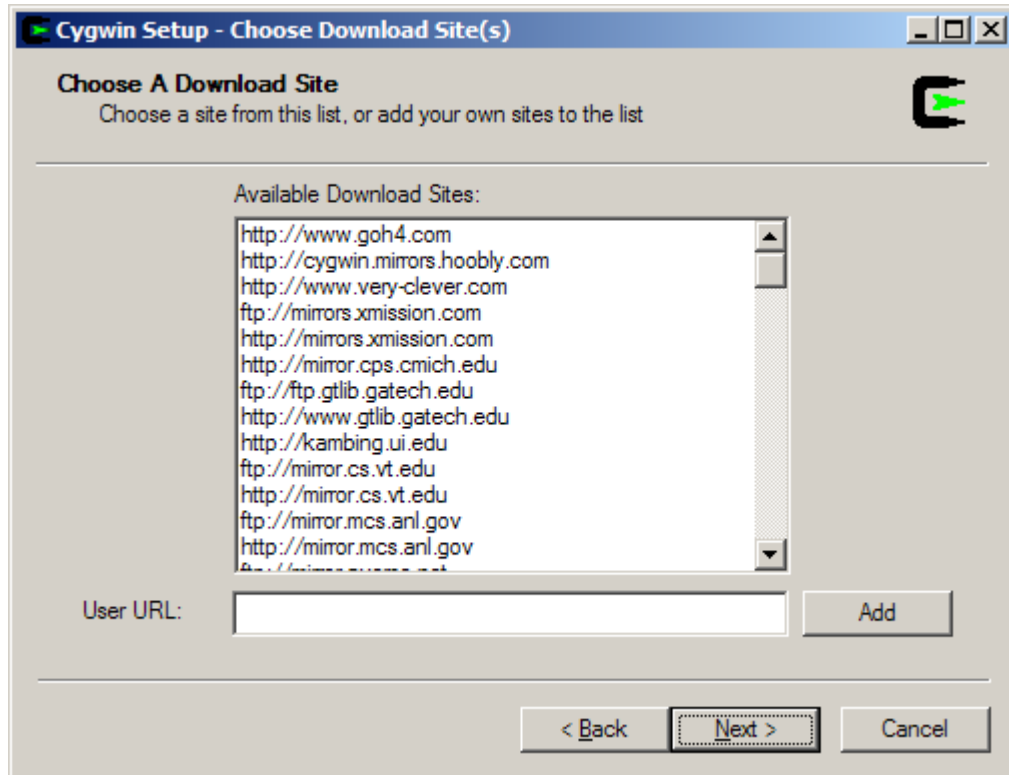 Cygwin Setup - Choose Download Site(s)
Choose A Download Site
Choose a site from this list, or add your own sites to the list
Available Download Sites:
http://www.goh4.com
http://cygwin.mirrors.hoobly.com
http://www.very-clever.com
ftp://mirrors.xmission.com
http://mirrors.xmission.com
http://mirror.cps.cmich.edu
ftp://ftp.gtlib.gatech.edu
http://www.gtlib.gatech.edu
http://kambing.ui.edu
ftp://mirror.cs.vt.edu
http://mirror.cs.vt.edu
ftp://mirror.mcs.anl.gov
http://mirror.mcs.anl.gov
User URL:
Add
< Back
Next >
Cancel